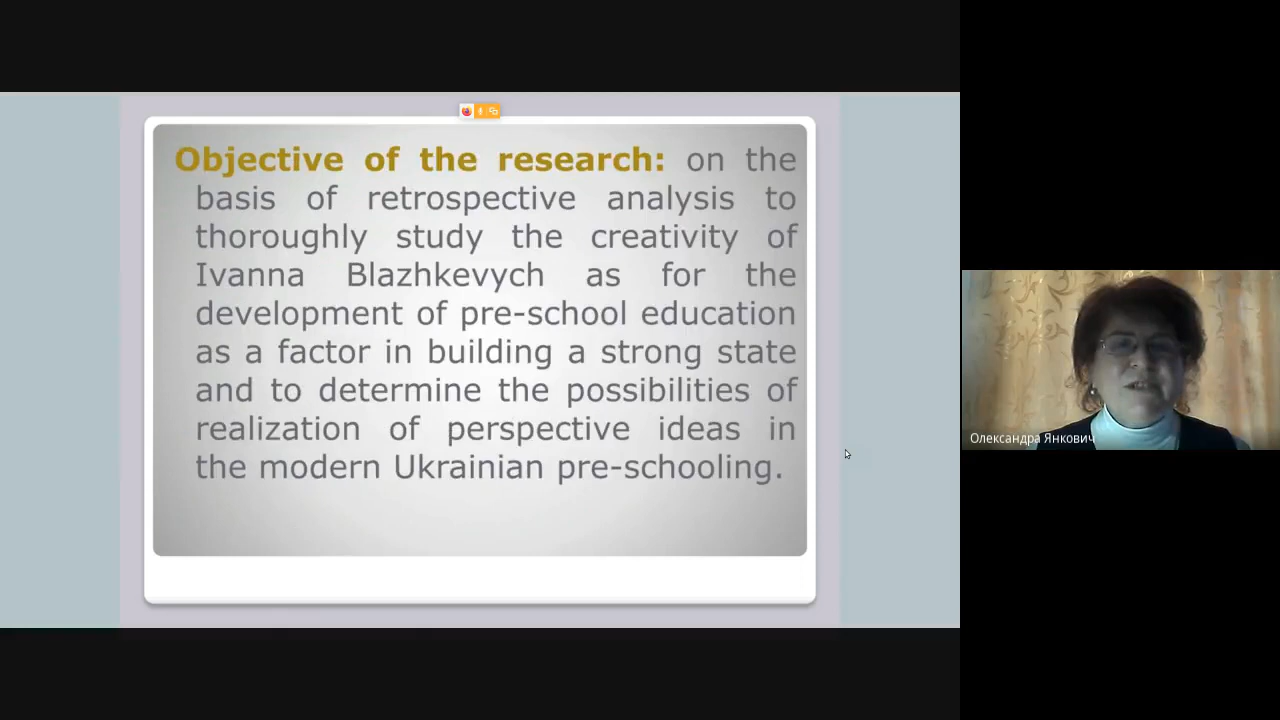 Objective of the research: on the
basis of retrospective analysis to
thoroughly study the creativity of
Ivanna Blazhkevych as for the
development of pre-school education
as a factor in building a strong state
and to determine the possibilities of
realization of perspective ideas in
the modern Ukrainian pre-schooling.
Олександра Янкович